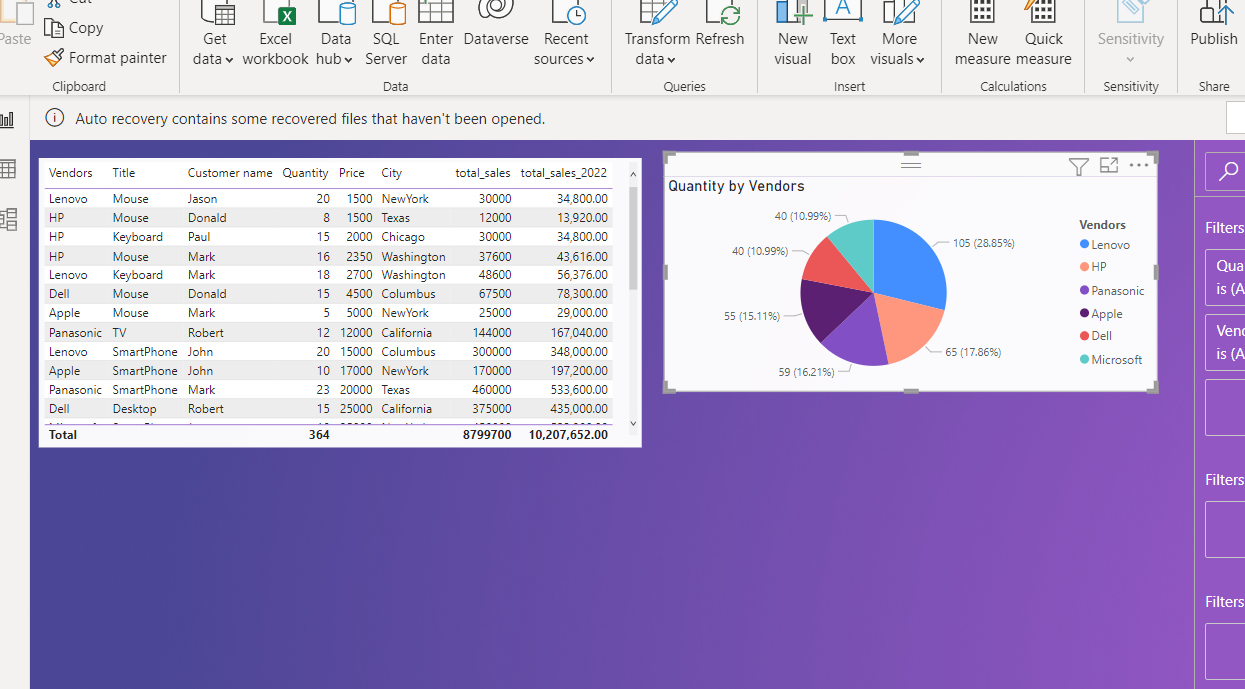 Paste
Cut
Copy
Format painter
Clipboard
Get data
Excel workbook
Data hub
SQL Server
Enter data
Dataverse
Recent sources
Data
Transform data
Refresh
Queries
New visual
Text box
More visuals
Insert
New measure
Quick measure
Calculations
Sensitivity
Sensitivity
Publish
Share
Auto recovery contains some recovered files that haven't been opened.
Vendors Title Customer name Quantity Price City total_sales total_sales_2022
Lenovo Mouse Jason 20 1500 NewYork 30000 34,800.00
HP Mouse Donald 8 1500 Texas 12000 13,920.00
HP Keyboard Paul 15 2000 Chicago 30000 34,800.00
HP Mouse Mark 16 2350 Washington 37600 43,616.00
Lenovo Keyboard Mark 18 2700 Washington 48600 56,376.00
Dell Mouse Donald 15 4500 Columbus 67500 78,300.00
Apple Mouse Mark 5 5000 NewYork 25000 29,000.00
Panasonic TV Robert 12 12000 California 144000 167,040.00
Lenovo SmartPhone John 20 15000 Columbus 300000 348,000.00
Apple SmartPhone John 10 17000 NewYork 170000 197,200.00
Panasonic SmartPhone Mark 23 20000 Texas 460000 533,600.00
Dell Desktop Robert 15 25000 California 375000 435,000.00
Total 364 8799700 10,207,652.00
Quantity by Vendors
40 (10.99%)
105 (28.85%)
40 (10.99%)
55 (15.11%)
65 (17.86%)
59 (16.21%)
Vendors
Lenovo
HP
Panasonic
Apple
Dell
Microsoft
Filters
Qua
is (A
Vend
is (A
Filters
Filters